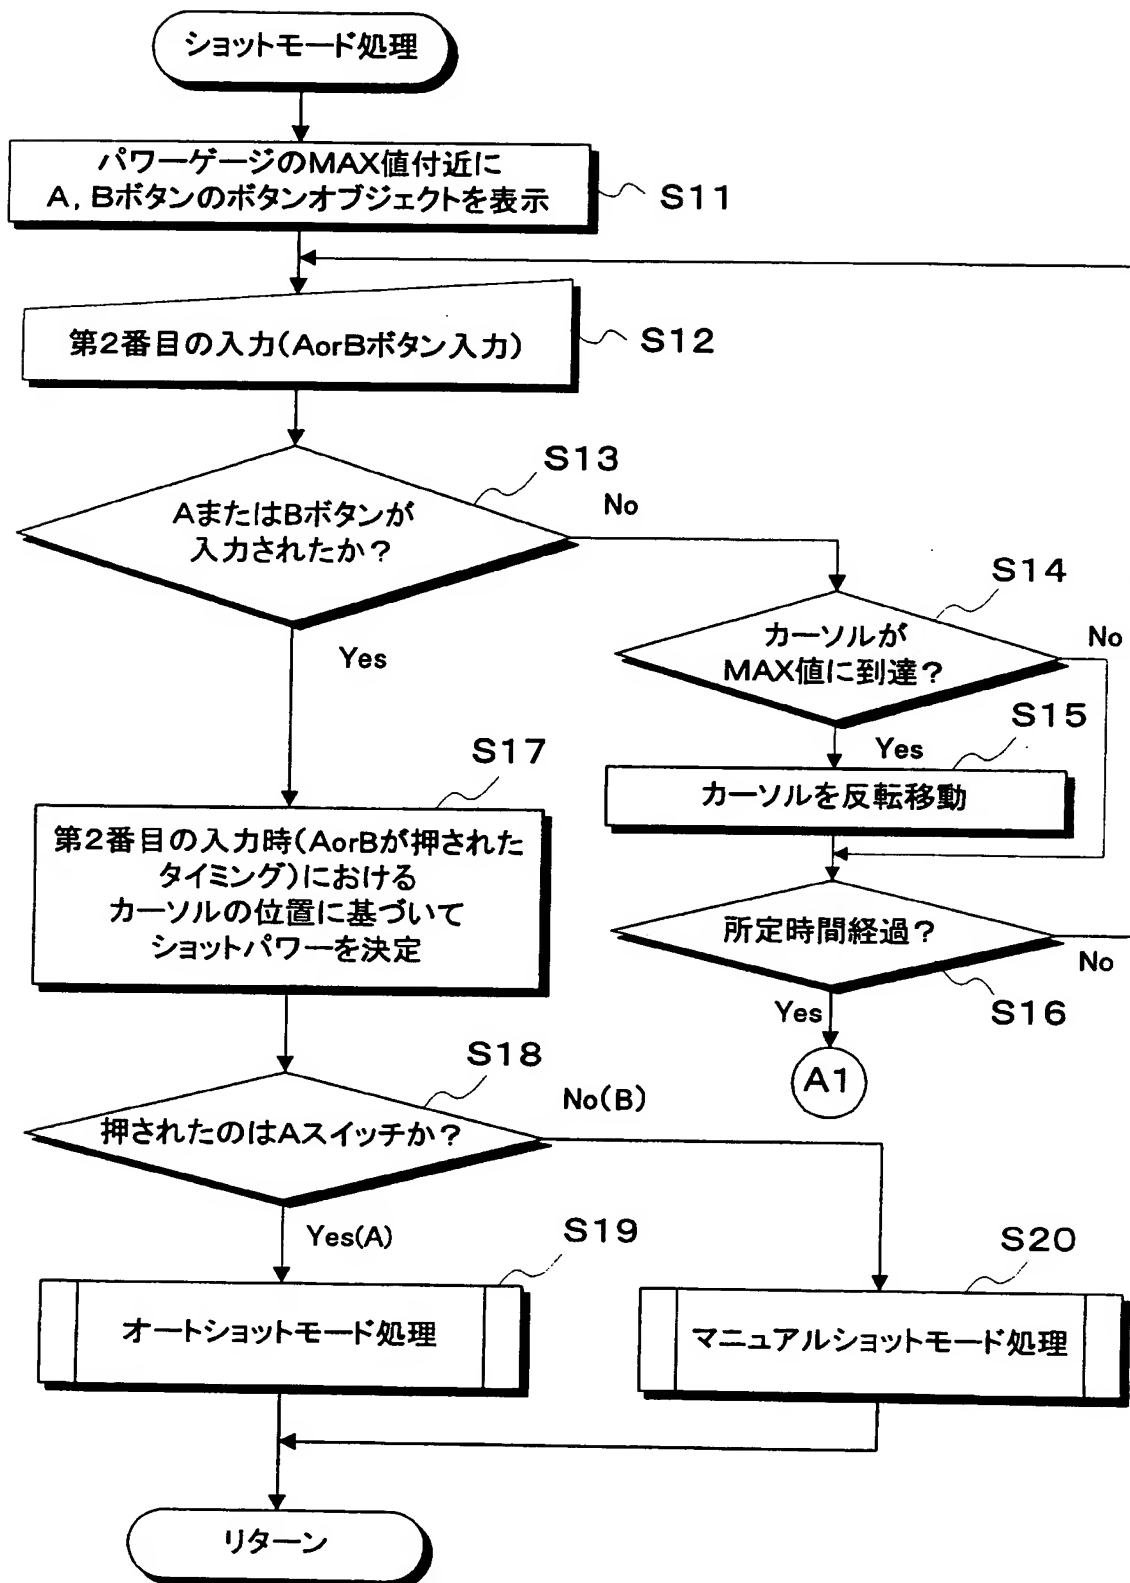 ショットモード処理
パワーゲージのMAX値付近に
A, Bボタンのボタンオブジェクトを表示
S11
第2番目の入力(AorBボタン入力)
S12
S13
AまたはBボタンが
入力されたか?
No
Yes
S14
カーソルが
MAX値に到達?
No
Yes
S15
カーソルを反転移動
所定時間経過?
No
S16
Yes
A1
S17
第2番目の入力時(AorBが押された
タイミング)における
カーソルの位置に基づいて
ショットパワーを決定
S18
押されたのはAスイッチか?
No(B)
Yes(A)
S19
オートショットモード処理
S20
マニュアルショットモード処理
リターン